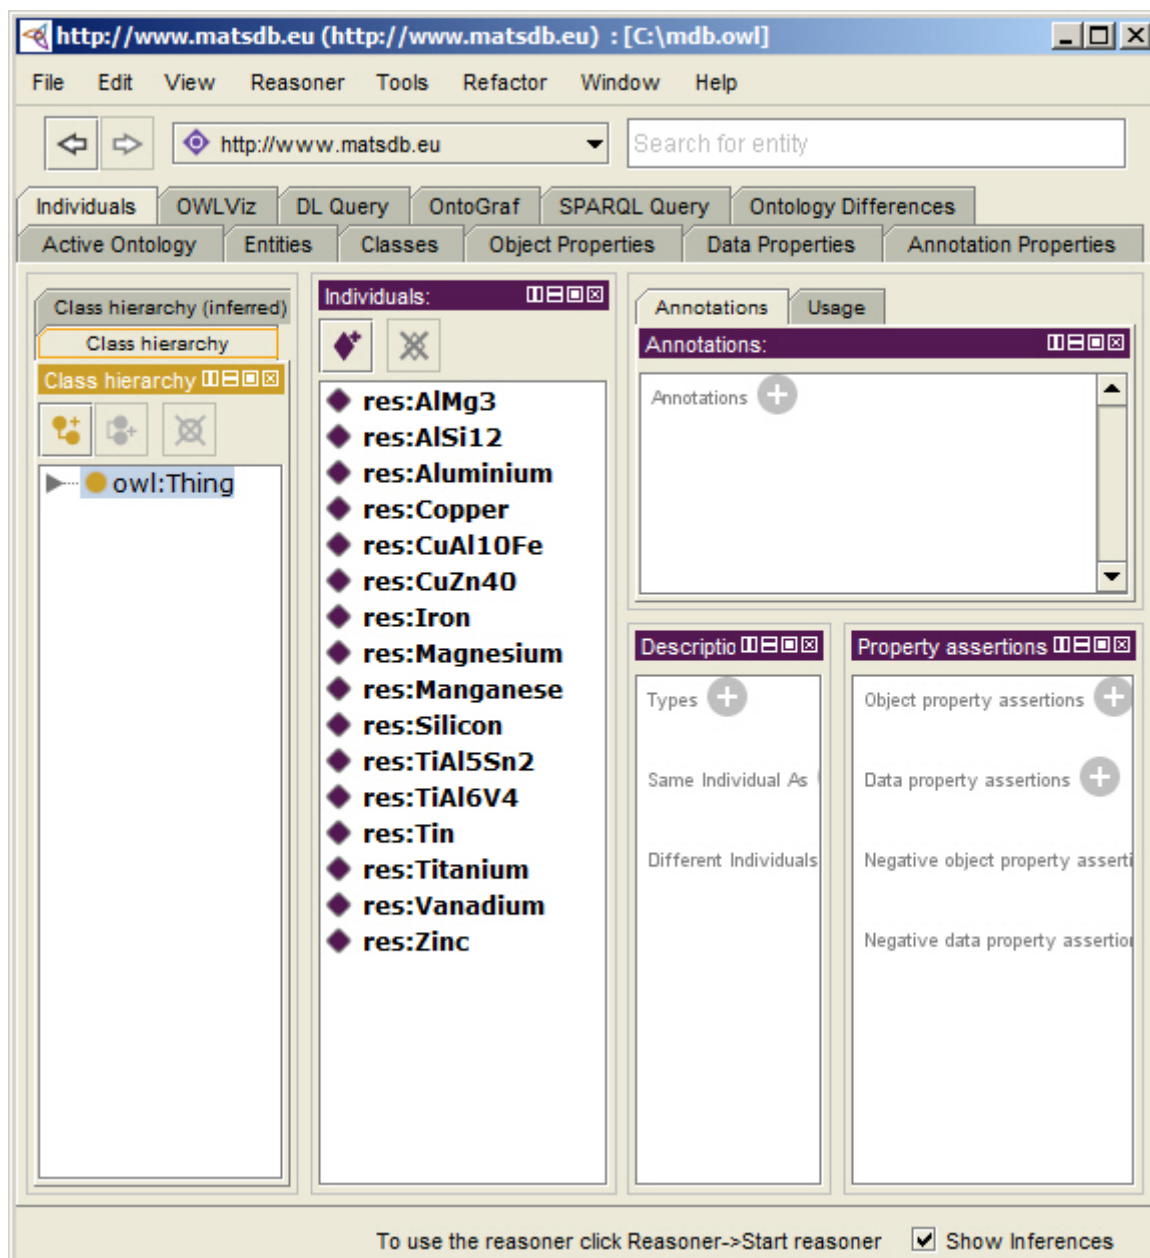 http://www.matsdb.eu (http://www.matsdb.eu) : [C:\mdb.owl]
File Edit View Reasoner Tools Refactor Window Help
http://www.matsdb.eu Search for entity
Individuals OWLViz DL Query OntoGraf SPARQL Query Ontology Differences
Active Ontology Entities Classes Object Properties Data Properties Annotation Properties
Class hierarchy (inferred)
Class hierarchy
Class hierarchy
owl:Thing
Individuals:
res:AlMg3
res:AlSi12
res:Aluminium
res:Copper
res:CuAl10Fe
res:CuZn40
res:Iron
res:Magnesium
res:Manganese
res:Silicon
res:TiAl5Sn2
res:TiAl6V4
res:Tin
res:Titanium
res:Vanadium
res:Zinc
Annotations Usage
Annotations:
Annotations
Descriptio
Types
Same Individual As
Different Individuals
Property assertions
Object property assertions
Data property assertions
Negative object property asserti
Negative data property assertion
To use the reasoner click Reasoner->Start reasoner Show Inferences